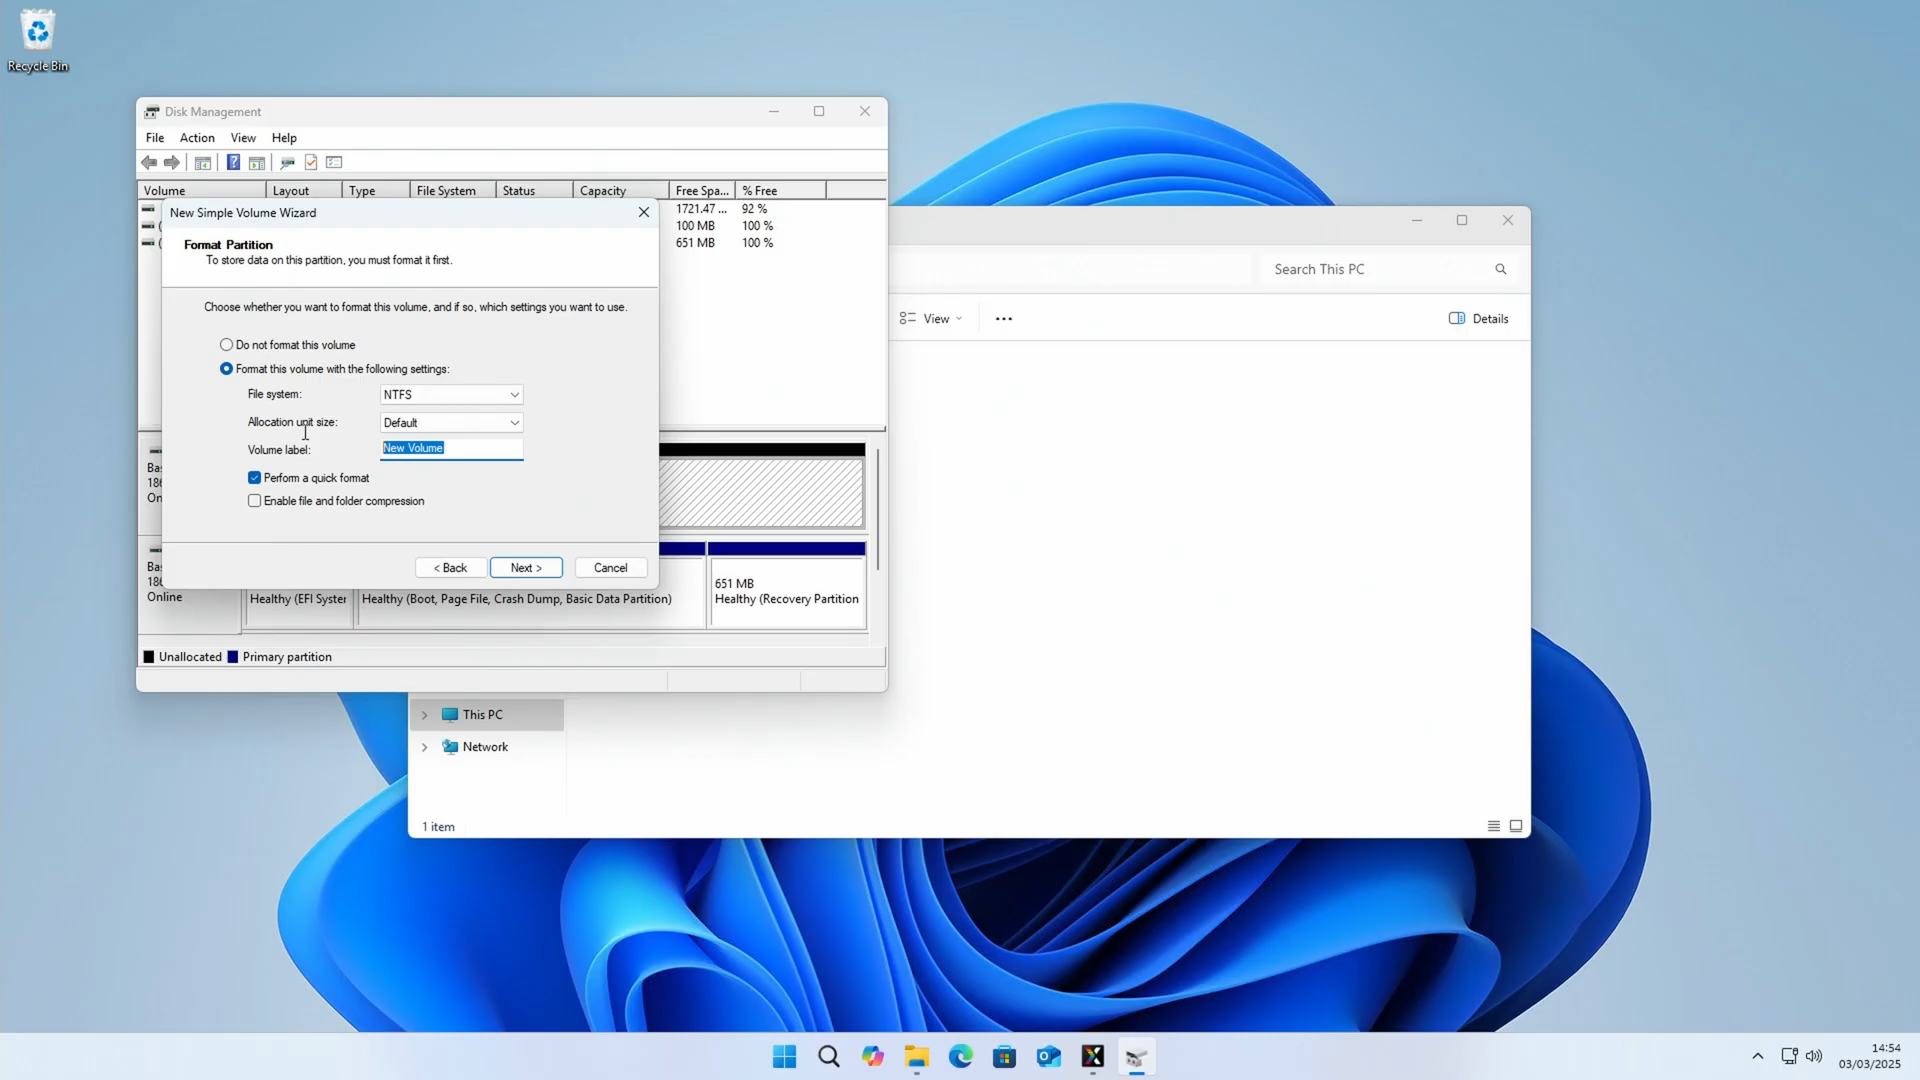 Recycle Bin
Disk Management
File Action View Help
Volume Layout Type File System Status Capacity Free Spa... % Free
1721.47 ... 92 %
100 MB 100 %
651 MB 100 %
New Simple Volume Wizard
Format Partition
To store data on this partition, you must format it first.
Choose whether you want to format this volume, and if so, which settings you want to use.
Do not format this volume
Format this volume with the following settings:
File system: NTFS
Allocation unit size: Default
Volume label: New Volume
Perform a quick format
Enable file and folder compression
< Back Next > Cancel
Bas
186
On
Bas
186
Online
Healthy (EFI System
Healthy (Boot, Page File, Crash Dump, Basic Data Partition)
651 MB
Healthy (Recovery Partition
Unallocated Primary partition
Search This PC
View
Details
This PC
Network
1 item
14:54
03/03/2025